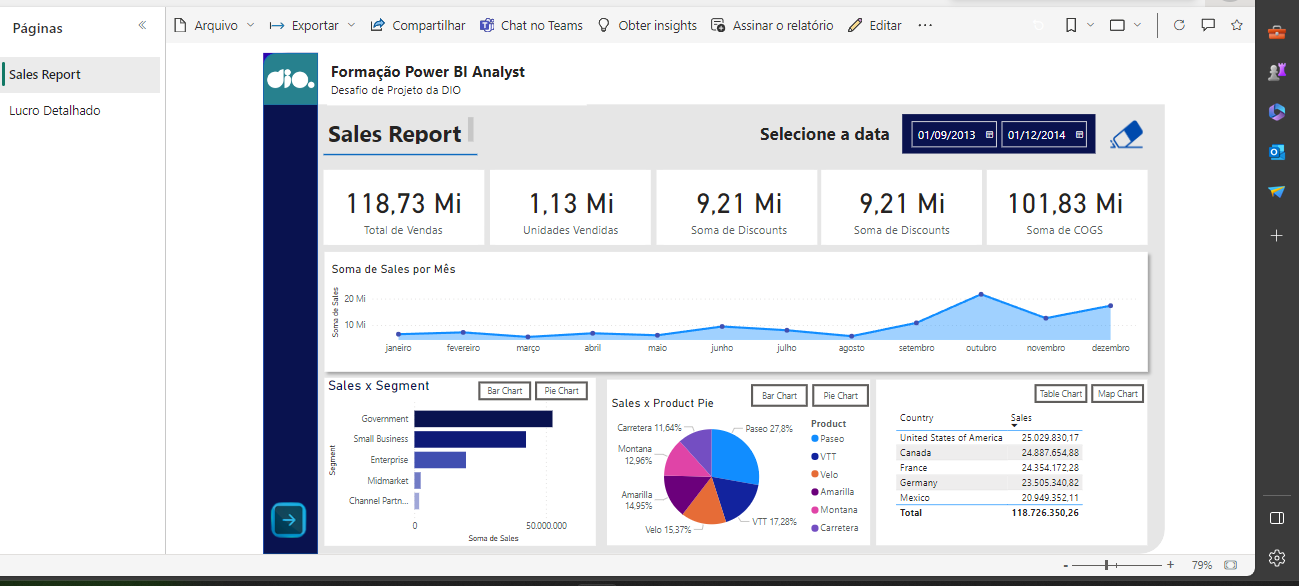 Páginas
Arquivo
Exportar
Compartilhar
Chat no Teams
Obter insights
Assinar o relatório
Editar
Sales Report
Lucro Detalhado
dio.
Formação Power BI Analyst
Desafio de Projeto da DIO
Sales Report
Selecione a data
01/09/2013
01/12/2014
118,73 Mi
Total de Vendas
1,13 Mi
Unidades Vendidas
9,21 Mi
Soma de Discounts
9,21 Mi
Soma de Discounts
101,83 Mi
Soma de COGS
Soma de Sales por Mês
Soma de Sales
20 Mi
10 Mi
janeiro fevereiro março abril maio junho julho agosto setembro outubro novembro dezembro
Sales x Segment
Bar Chart
Pie Chart
Segment
Government
Small Business
Enterprise
Midmarket
Channel Partn...
0
50.000.000
Soma de Sales
Bar Chart
Pie Chart
Sales x Product Pie
Carretera 11,64%
Paseo 27,8%
Montana
12,96%
Amarilla
14,95%
Velo 15,37%
VTT 17,28%
Product
Paseo
VTT
Velo
Amarilla
Montana
Carretera
Table Chart
Map Chart
Country Sales
United States of America 25.029.830,17
Canada 24.887.654,88
France 24.354.172,28
Germany 23.505.340,82
Mexico 20.949.352,11
Total 118.726.350,26
- + 79%